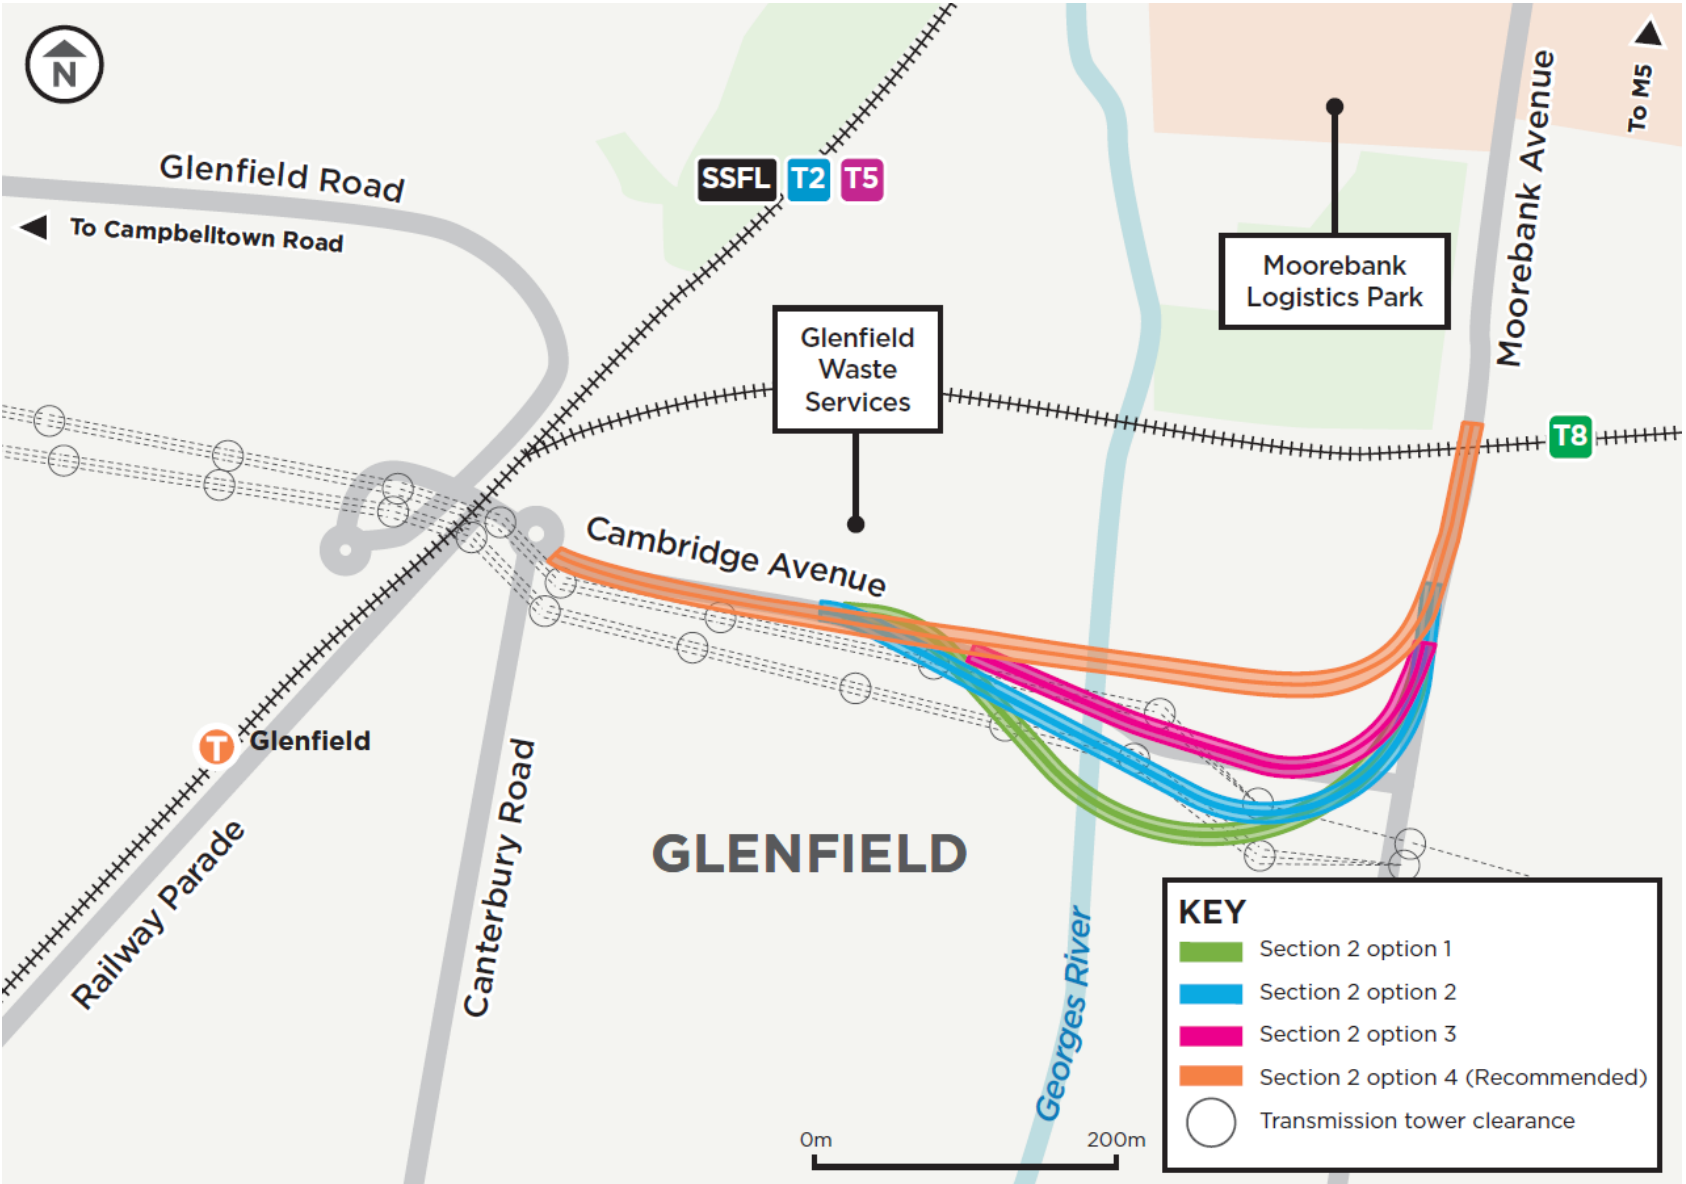 N
Glenfield Road
To Campbelltown Road
SSFL
T2
T5
To M5
Moorebank Avenue
Moorebank
Logistics Park
Glenfield
Waste
Services
T8
Cambridge Avenue
T
Glenfield
Railway Parade
Canterbury Road
GLENFIELD
Georges River
KEY
Section 2 option 1
Section 2 option 2
Section 2 option 3
Section 2 option 4 (Recommended)
Transmission tower clearance
0m
200m